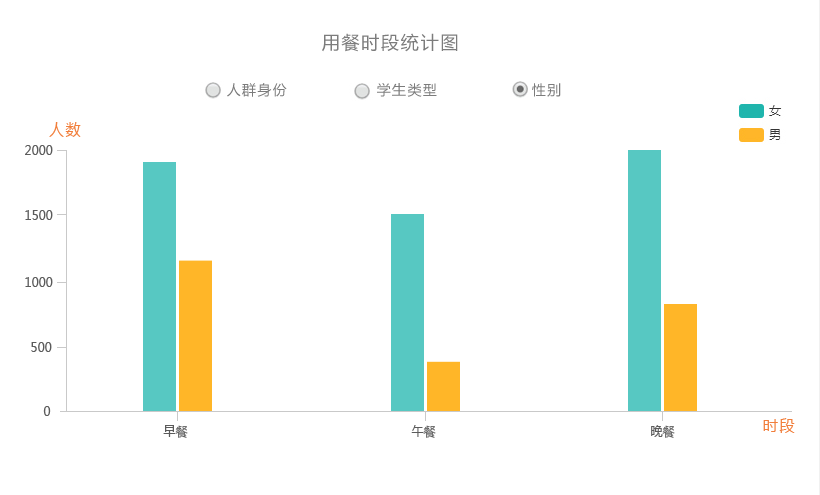 用餐时段统计图
人群身份 学生类型 性别
女
男
人数
2000
1500
1000
500
0
早餐 午餐 晚餐
时段